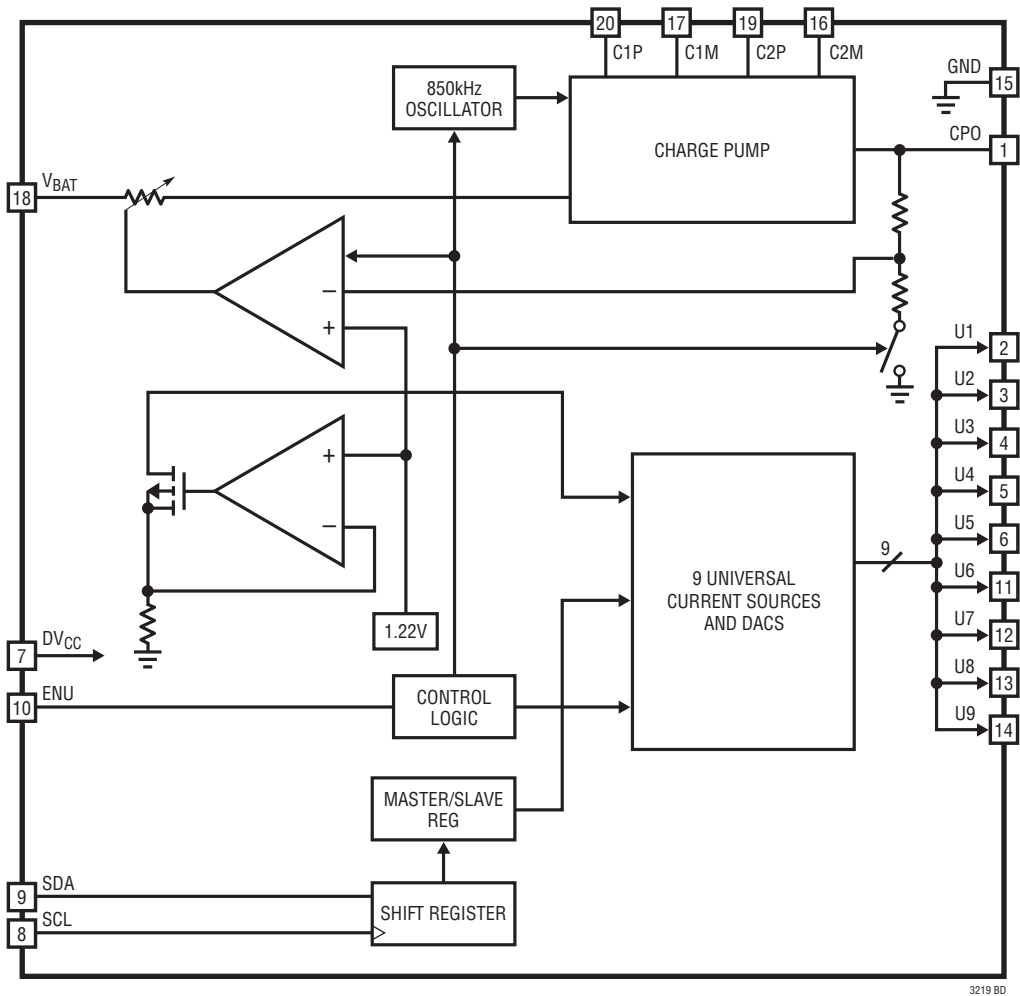 20 17 19 16
C1P C1M C2P C2M
850kHz
OSCILLATOR
CHARGE PUMP
GND
15
CPO
1
18
VBAT
–
+
+
–
1.22V
U1
2
U2
3
U3
4
U4
5
U5
6
U6
11
U7
12
U8
13
U9
14
9
9 UNIVERSAL
CURRENT SOURCES
AND DACS
7
DVCC
10
ENU
CONTROL
LOGIC
MASTER/SLAVE
REG
9
SDA
8
SCL
SHIFT REGISTER
3219 BD